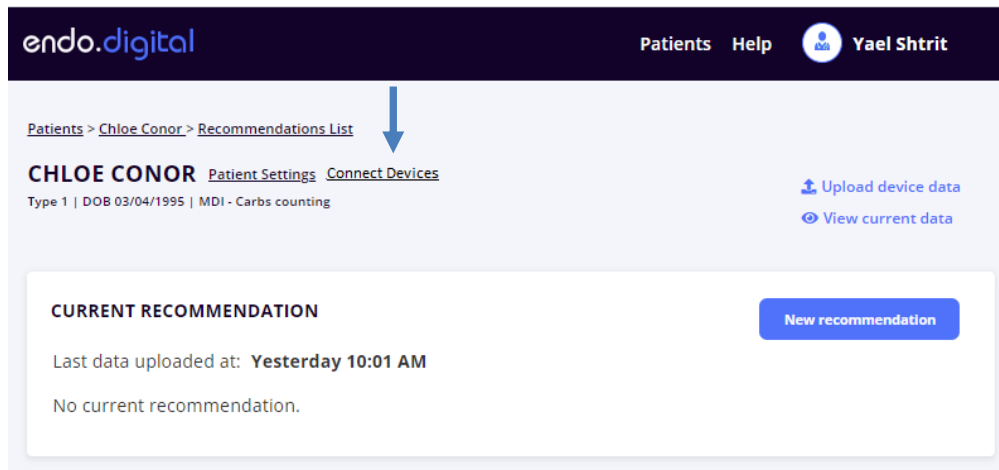 endo.digital
Patients Help Yael Shtrit
Patients > Chloe Conor > Recommendations List
CHLOE CONOR Patient Settings Connect Devices
Type 1 | DOB 03/04/1995 | MDI - Carbs counting
Upload device data
View current data
CURRENT RECOMMENDATION
New recommendation
Last data uploaded at: Yesterday 10:01 AM
No current recommendation.